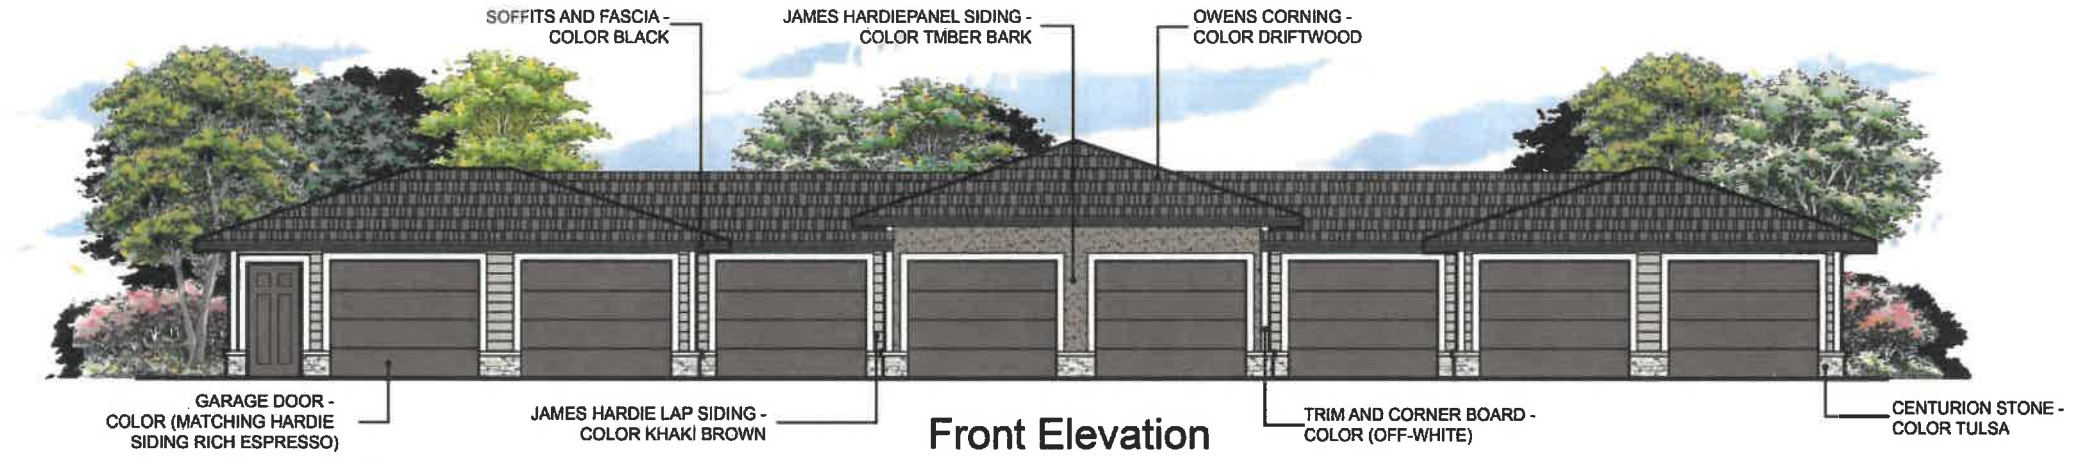 SOFFITS AND FASCIA -
COLOR BLACK
JAMES HARDIEPANEL SIDING -
COLOR TMBER BARK
OWENS CORNING -
COLOR DRIFTWOOD
GARAGE DOOR -
COLOR (MATCHING HARDIE
SIDING RICH ESPRESSO)
JAMES HARDIE LAP SIDING -
COLOR KHAKI BROWN
Front Elevation
TRIM AND CORNER BOARD -
COLOR (OFF-WHITE)
CENTURION STONE -
COLOR TULSA